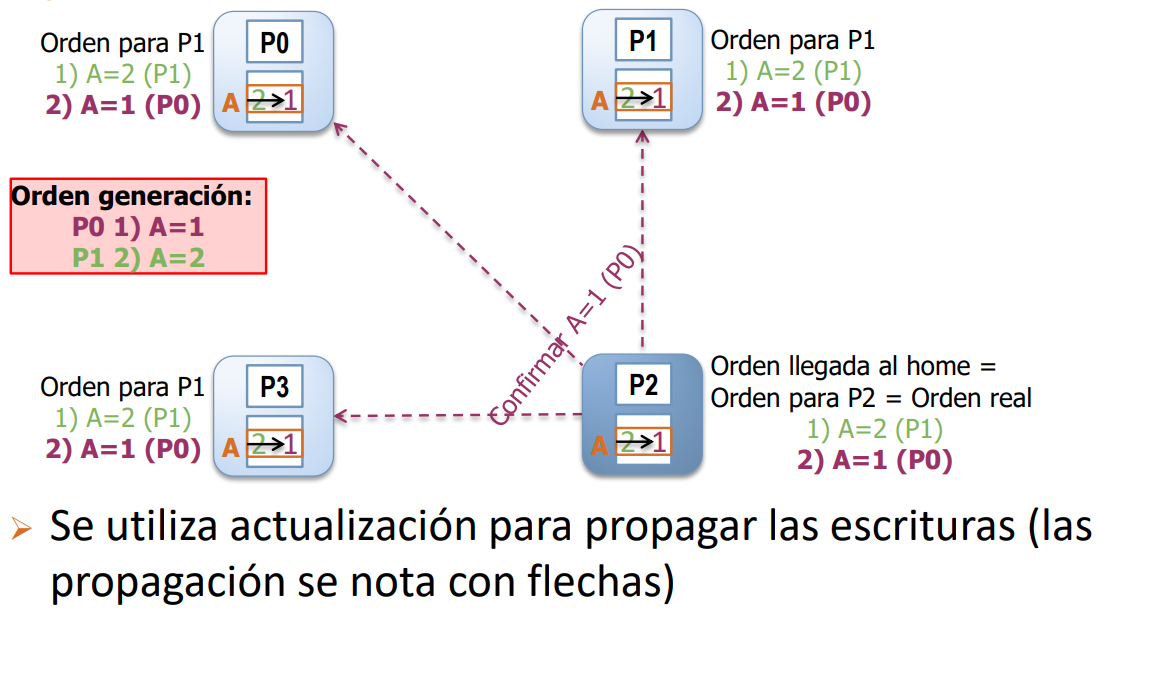 Orden para P1
1) A=2 (P1)
2) A=1 (P0)
P0
A 2→1
P1
A 2→1
Orden para P1
1) A=2 (P1)
2) A=1 (P0)
Orden generación:
P0 1) A=1
P1 2) A=2
Confirmar A=1 (P0)
Orden para P1
1) A=2 (P1)
2) A=1 (P0)
P3
A 2→1
P2
A 2→1
Orden llegada al home =
Orden para P2 = Orden real
1) A=2 (P1)
2) A=1 (P0)
Se utiliza actualización para propagar las escrituras (las
propagación se nota con flechas)